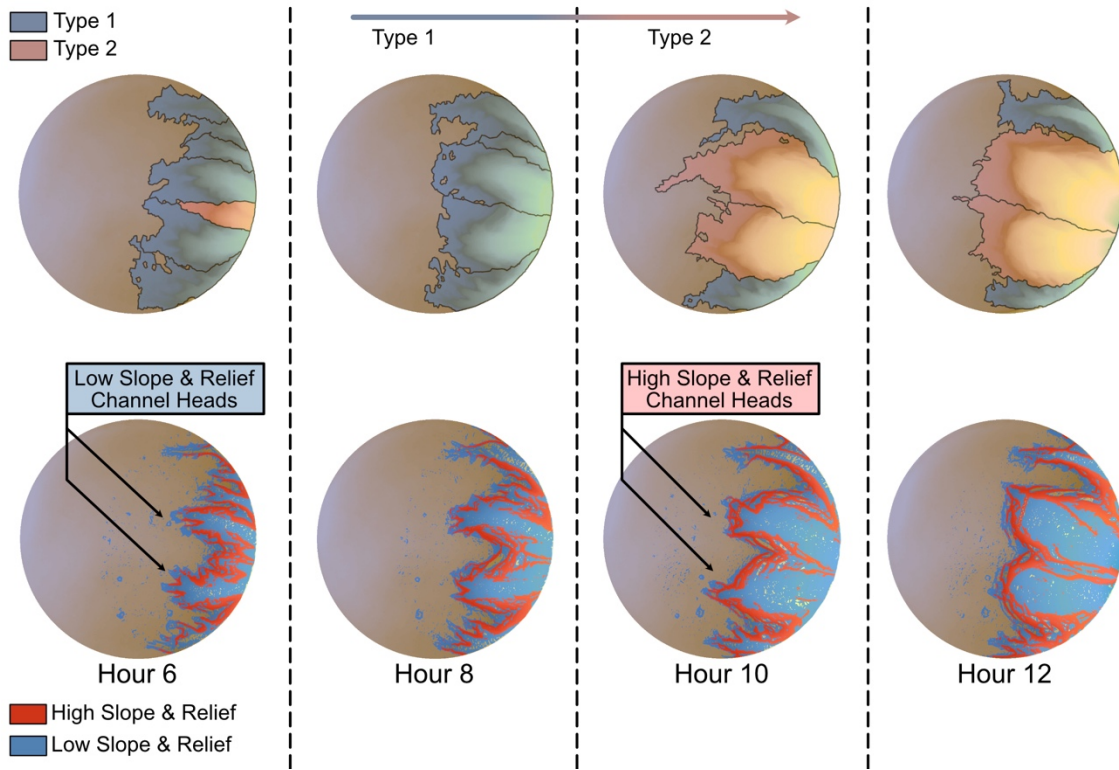 Type 1
Type 2
Type 1
Type 2
Low Slope & Relief
Channel Heads
High Slope & Relief
Channel Heads
Hour 6
Hour 8
Hour 10
Hour 12
High Slope & Relief
Low Slope & Relief